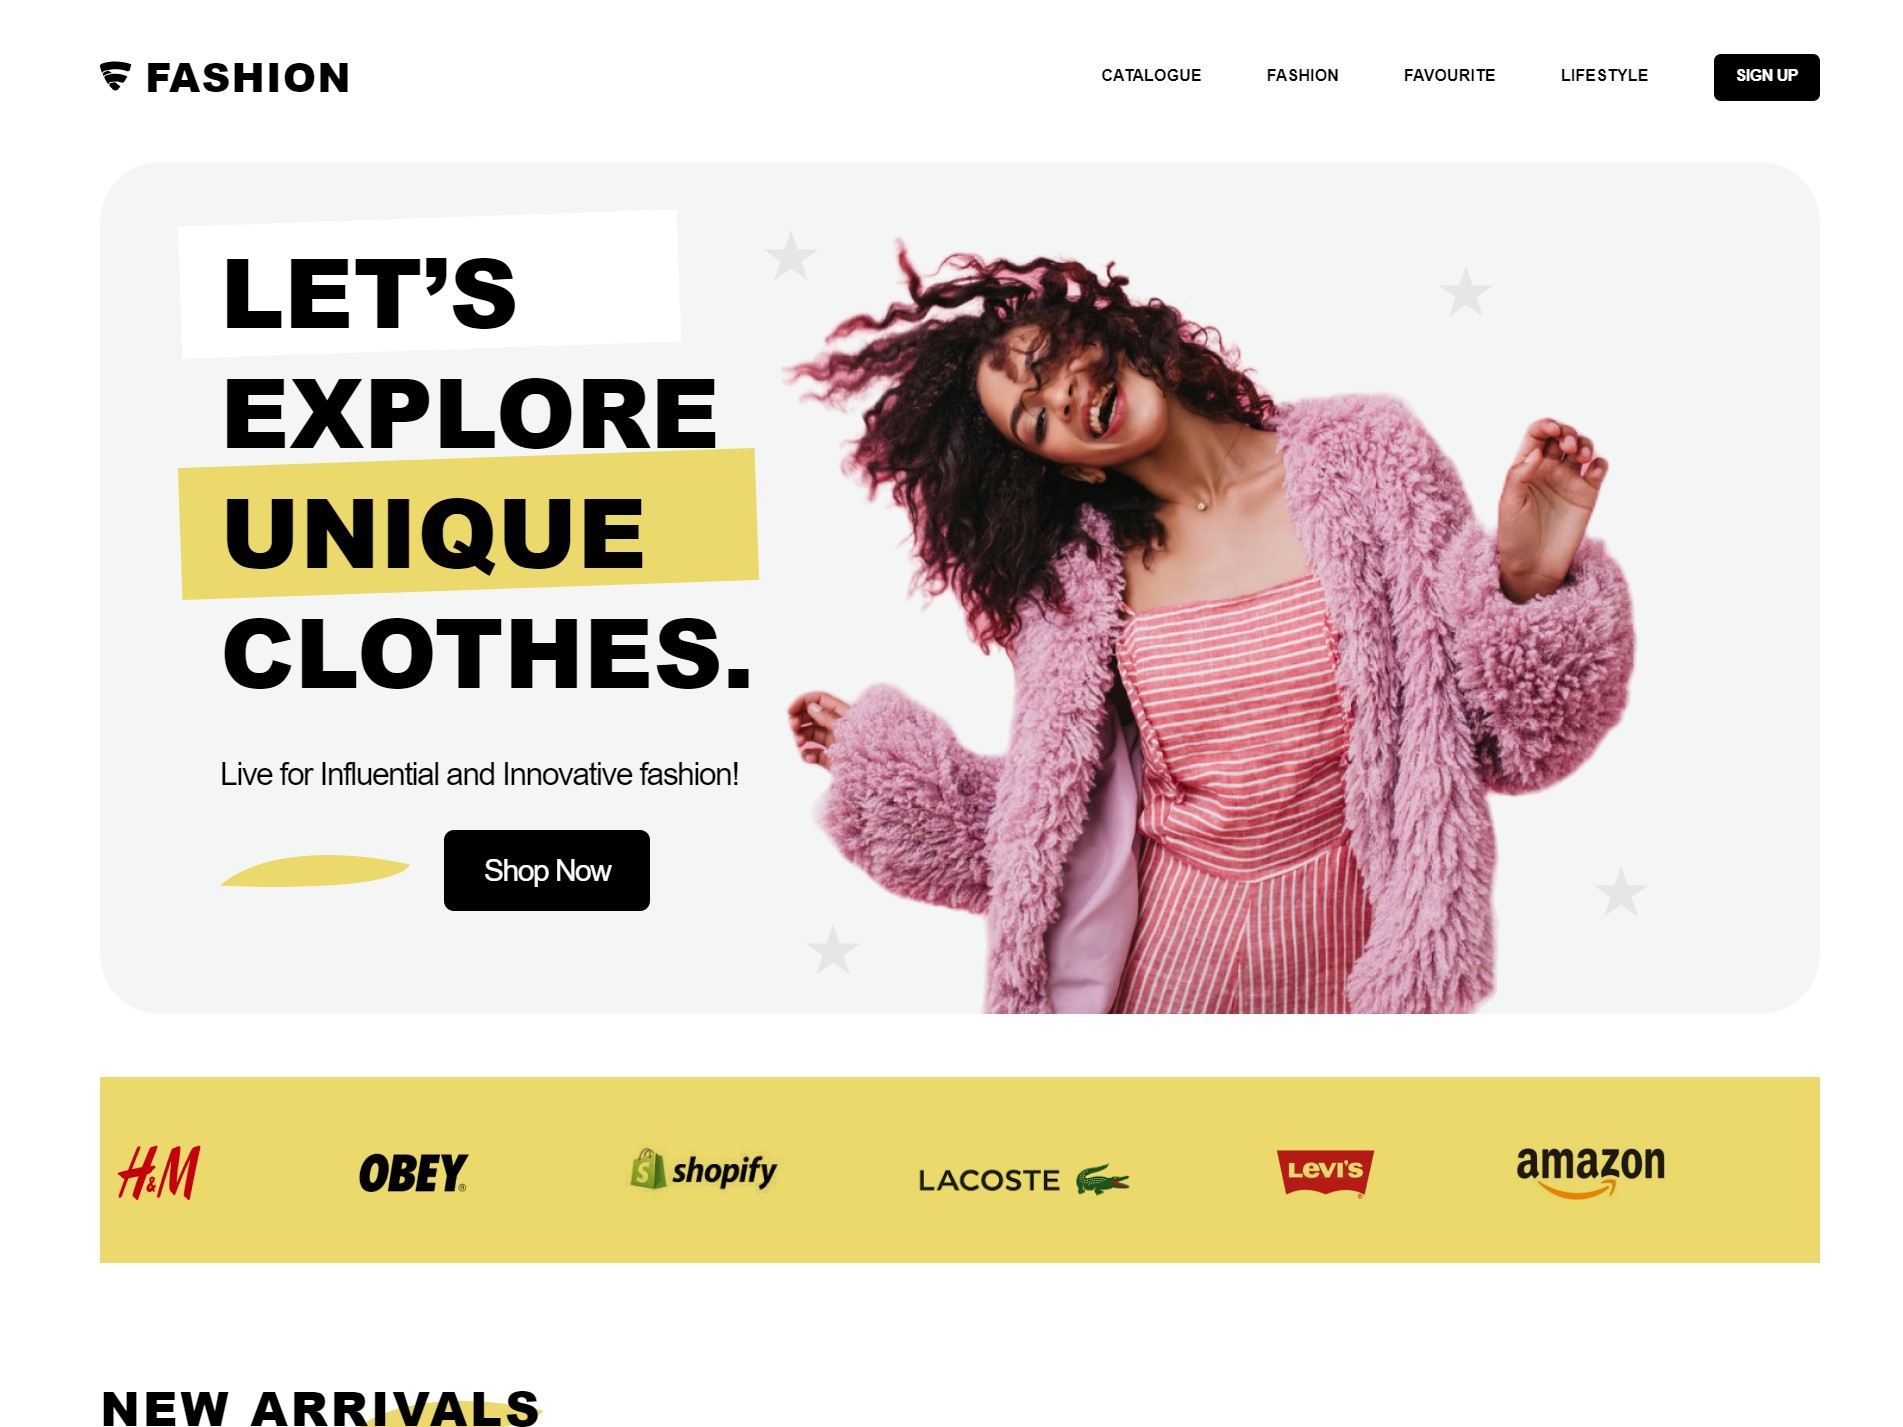 FASHION
CATALOGUE FASHION FAVOURITE LIFESTYLE SIGN UP
LET’S
EXPLORE
UNIQUE
CLOTHES.
Live for Influential and Innovative fashion!
Shop Now
H&M OBEY® shopify LACOSTE LEVI'S® amazon
NEW ARRIVALS